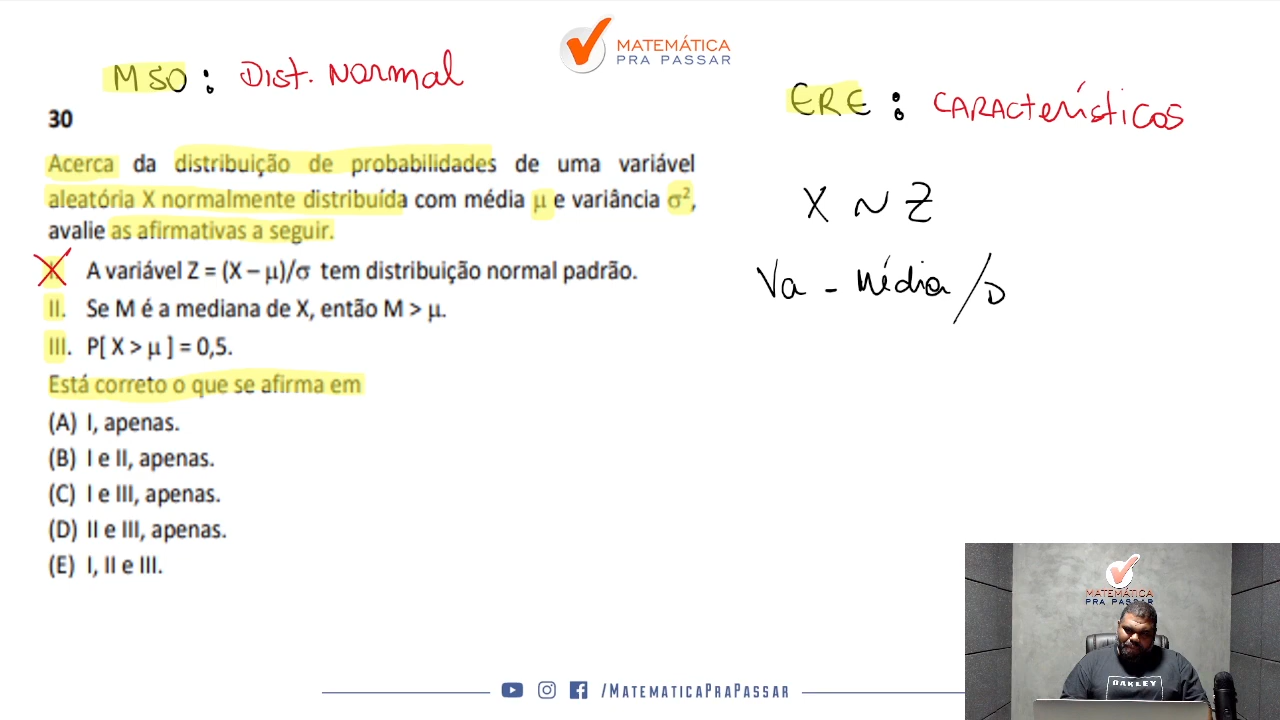 MATEMÁTICA
PRA PASSAR
MSO: Dist. Normal
ERE: CARActerísticos
30
Acerca da distribuição de probabilidades de uma variável
aleatória X normalmente distribuída com média μ e variância σ²,
avalie as afirmativas a seguir.
I. A variável Z = (X – μ)/σ tem distribuição normal padrão.
II. Se M é a mediana de X, então M > μ.
III. P[ X > μ ] = 0,5.
Está correto o que se afirma em
(A) I, apenas.
(B) I e II, apenas.
(C) I e III, apenas.
(D) II e III, apenas.
(E) I, II e III.
X ~ Z
Va - Média / D
MATEMÁTICA
PRA PASSAR
OAKLEY
/MATEMATICAPRAPASSAR